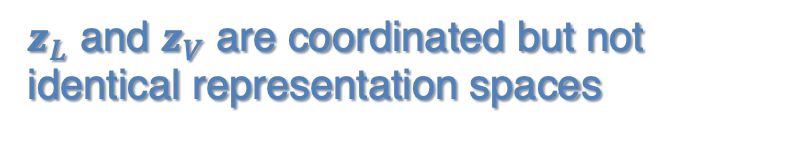 z_L and z_V are coordinated but not
identical representation spaces